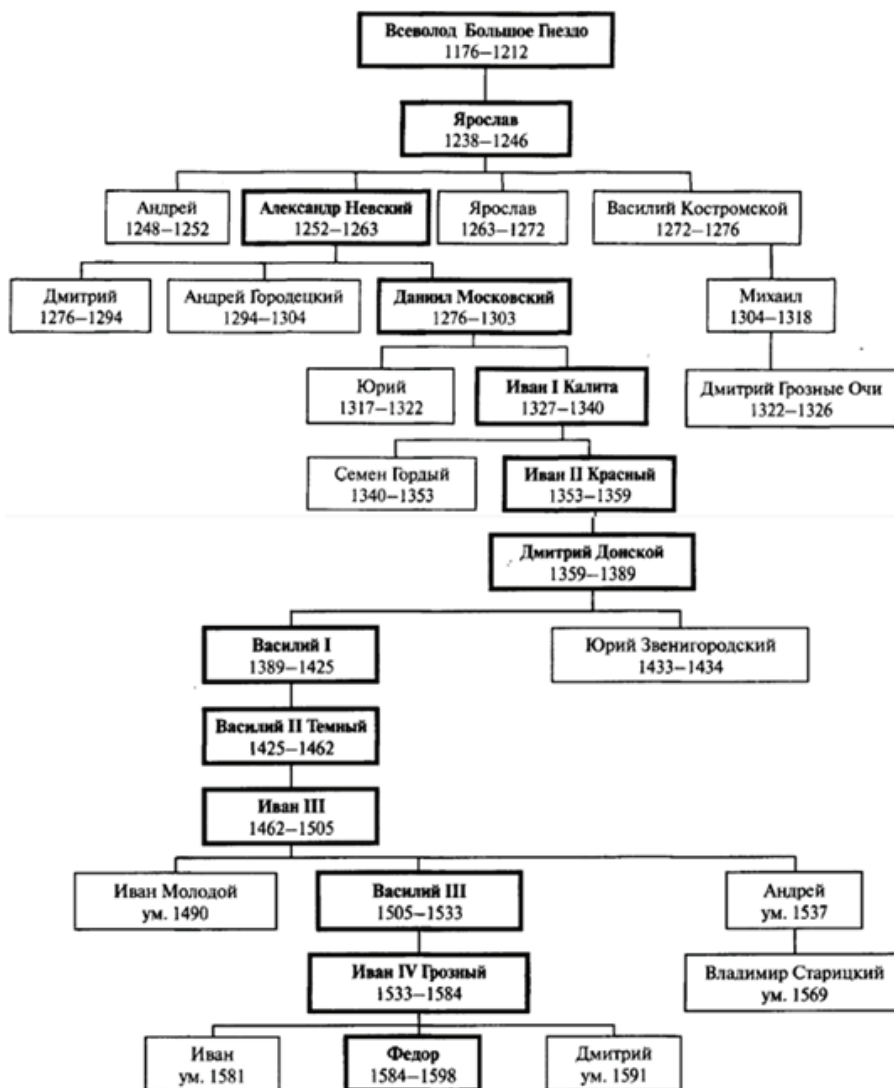 Всеволод Большое Гнездо
1176–1212
Ярослав
1238–1246
Андрей
1248–1252
Александр Невский
1252–1263
Ярослав
1263–1272
Василий Костромской
1272–1276
Дмитрий
1276–1294
Андрей Городецкий
1294–1304
Даниил Московский
1276–1303
Михаил
1304–1318
Юрий
1317–1322
Иван I Калита
1327–1340
Дмитрий Грозные Очи
1322–1326
Семен Гордый
1340–1353
Иван II Красный
1353–1359
Дмитрий Донской
1359–1389
Василий I
1389–1425
Юрий Звенигородский
1433–1434
Василий II Темный
1425–1462
Иван III
1462–1505
Иван Молодой
ум. 1490
Василий III
1505–1533
Андрей
ум. 1537
Иван IV Грозный
1533–1584
Владимир Старицкий
ум. 1569
Иван
ум. 1581
Федор
1584–1598
Дмитрий
ум. 1591